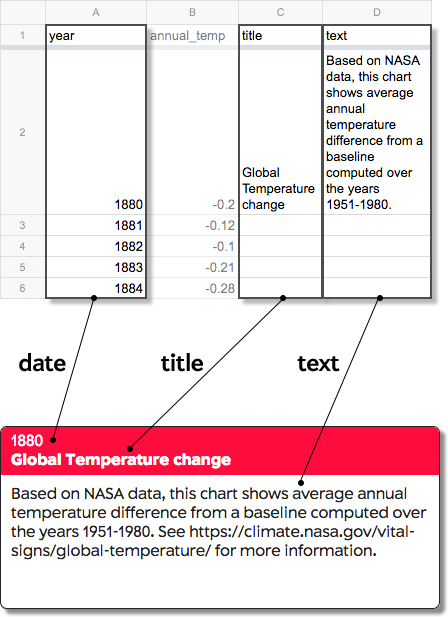 A B C D
1 year annual_temp title text
2 1880 -0.2 Global
Temperature
change
Based on NASA
data, this chart
shows average
annual
temperature
difference from a
baseline
computed over
the years
1951-1980.
3 1881 -0.12
4 1882 -0.1
5 1883 -0.21
6 1884 -0.28
date title text
1880
Global Temperature change
Based on NASA data, this chart shows average annual
temperature difference from a baseline computed over
the years 1951-1980. See https://climate.nasa.gov/vital-
signs/global-temperature/ for more information.